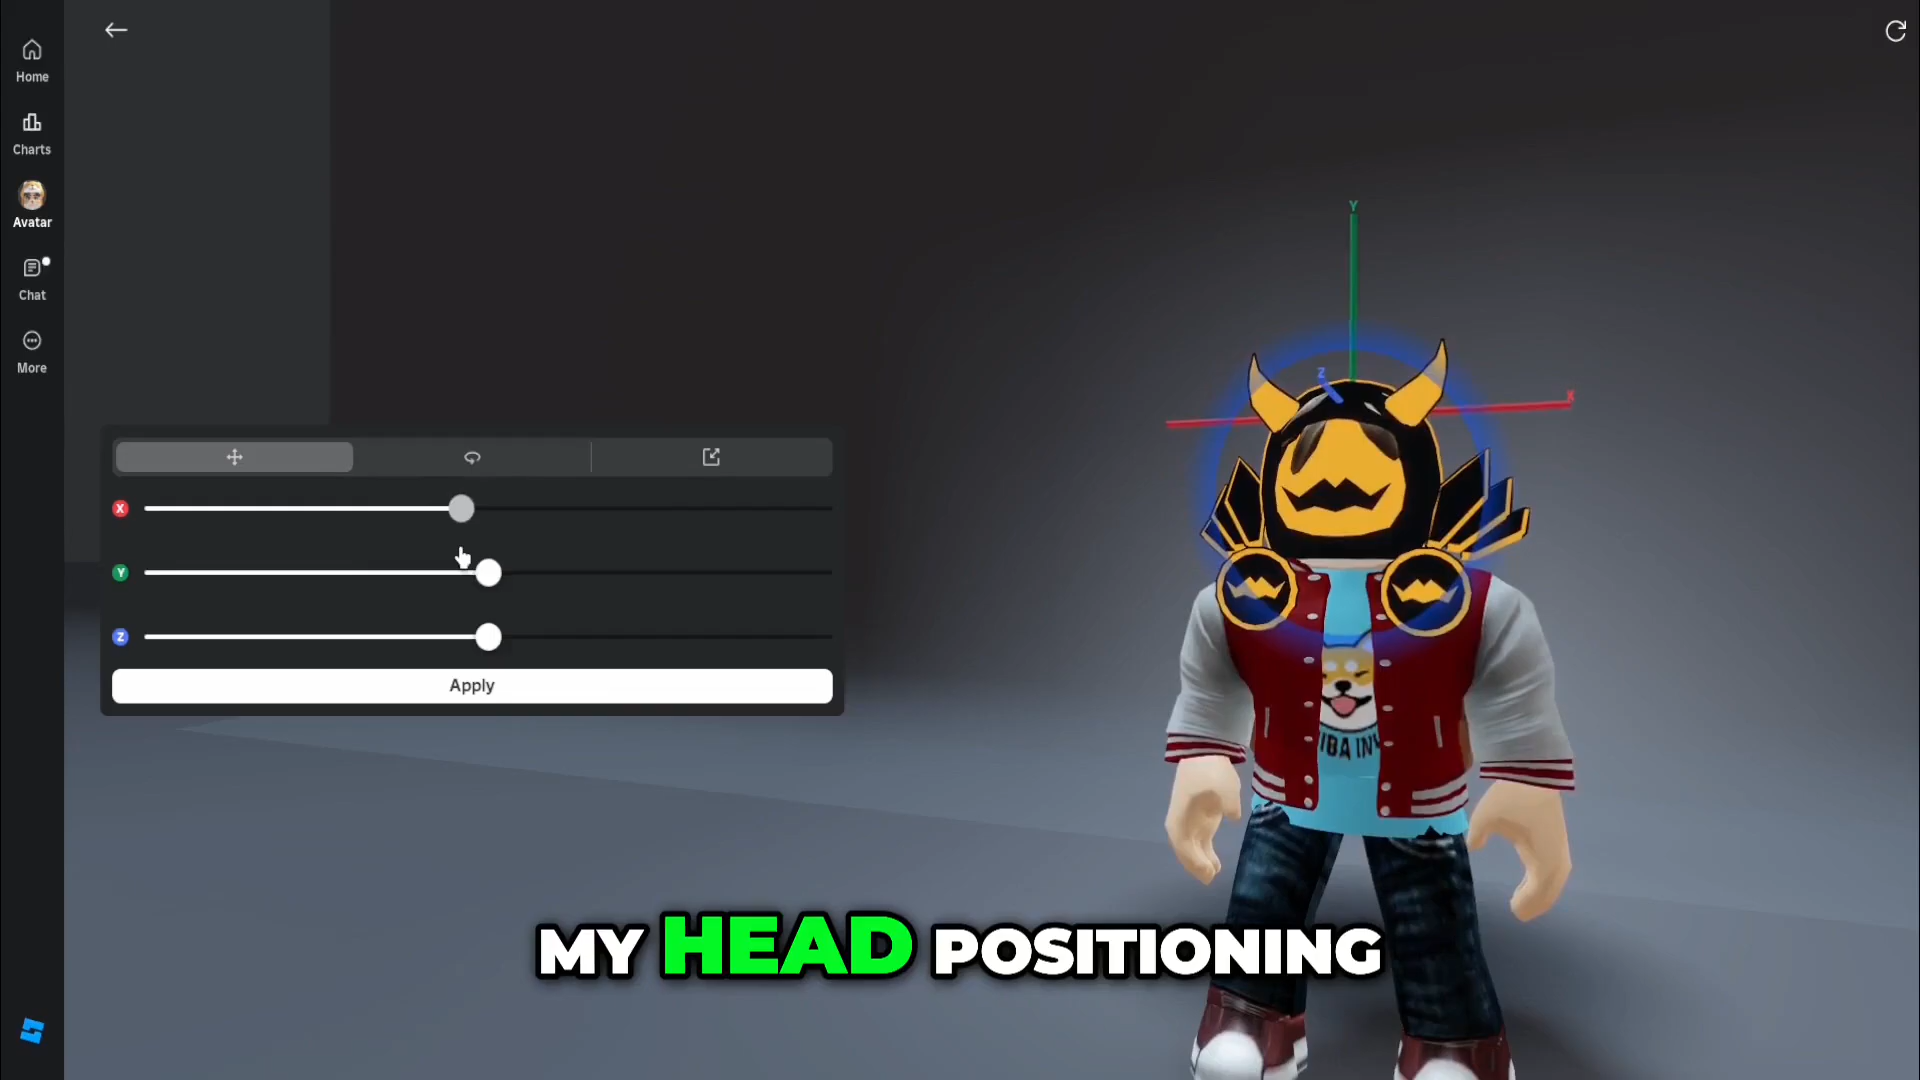 Home
Charts
Avatar
Chat
More
X
Y
Z
Apply
Y
Z
X
IBA IN
MY HEAD POSITIONING